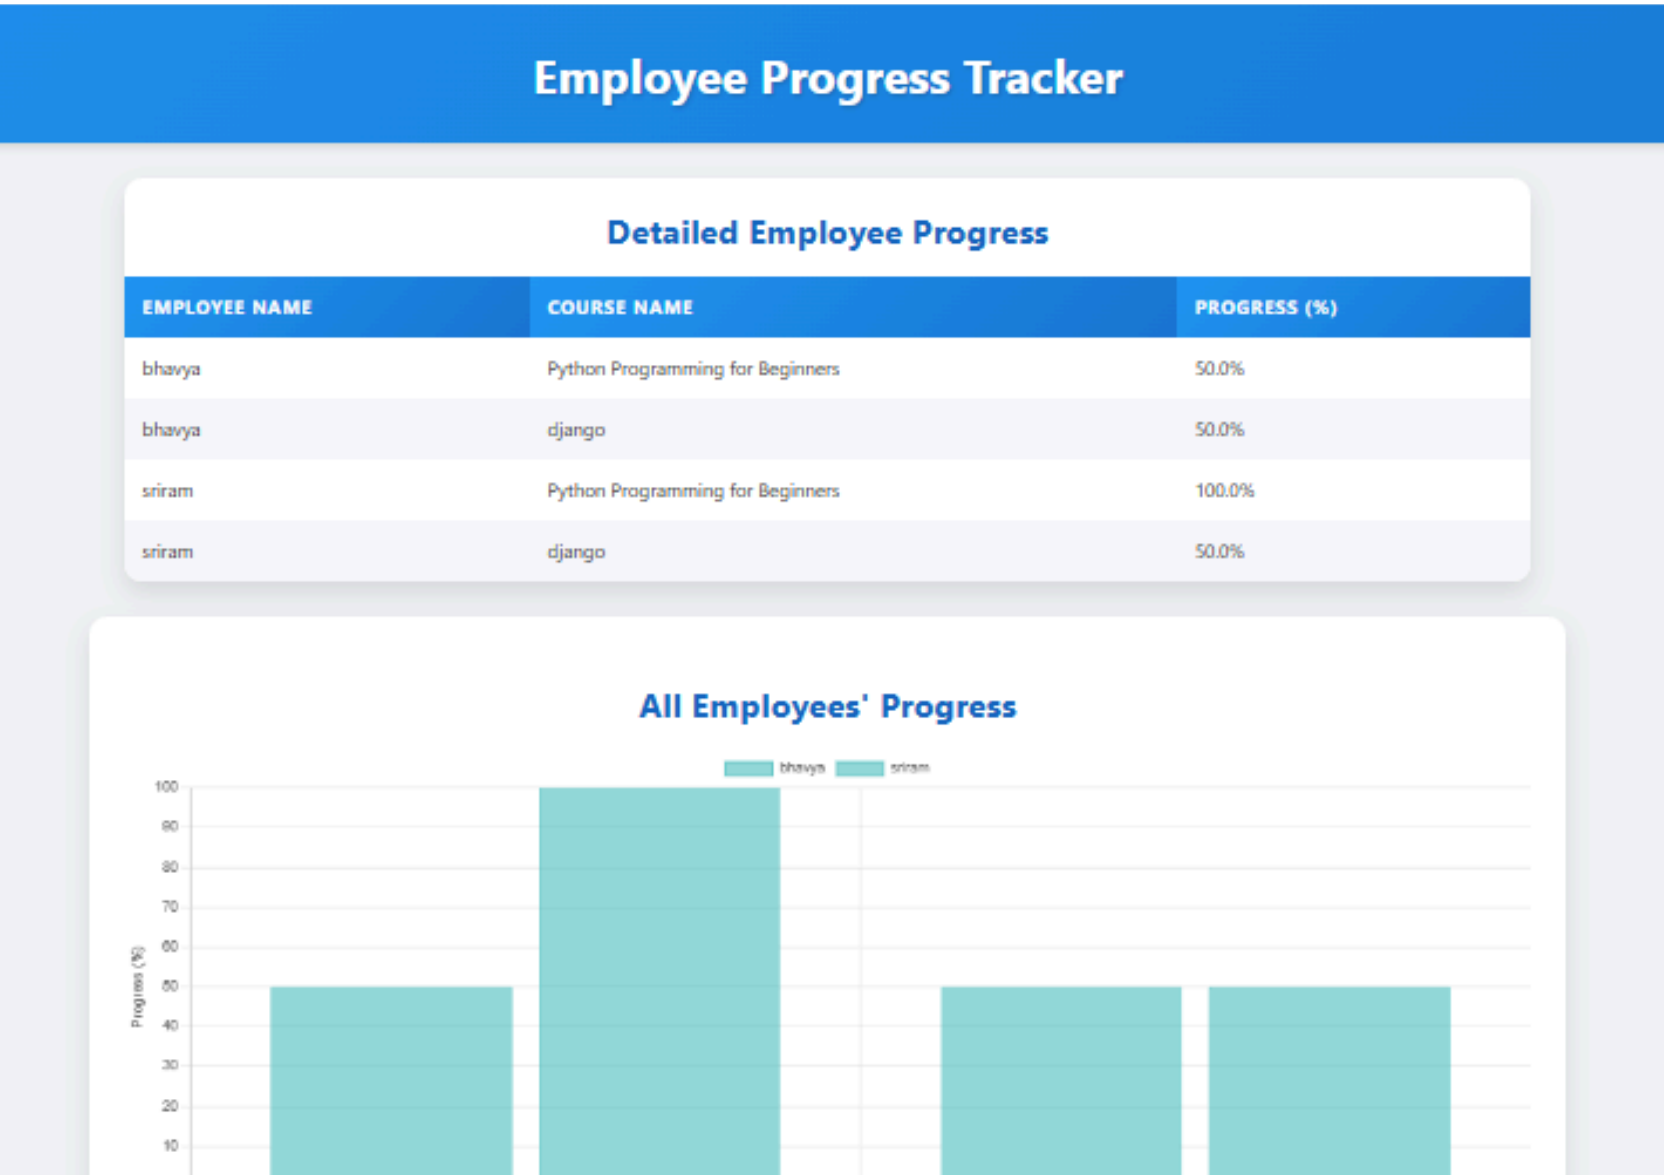 Employee Progress Tracker
Detailed Employee Progress
EMPLOYEE NAME COURSE NAME PROGRESS (%)
bhavya Python Programming for Beginners 50.0%
bhavya django 50.0%
sriram Python Programming for Beginners 100.0%
sriram django 50.0%
All Employees' Progress
bhavya sriram
100
90
80
70
60
50
40
30
20
10
Progress (%)